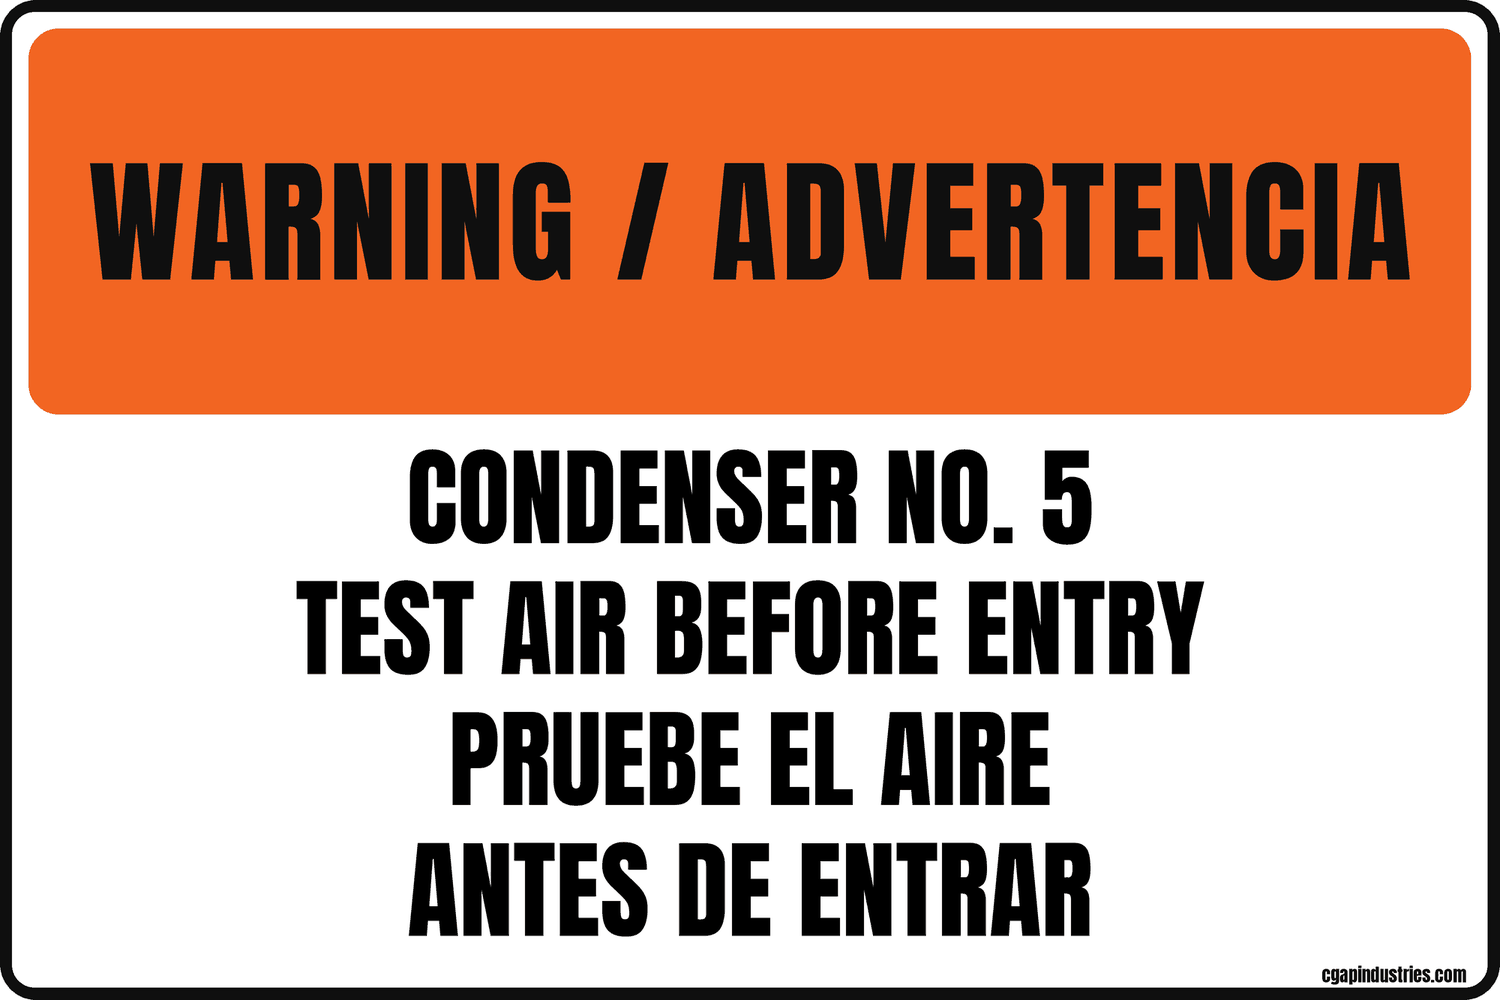 WARNING / ADVERTENCIA
CONDENSER NO. 5
TEST AIR BEFORE ENTRY
PRUEBE EL AIRE
ANTES DE ENTRAR
cgapindustries.com